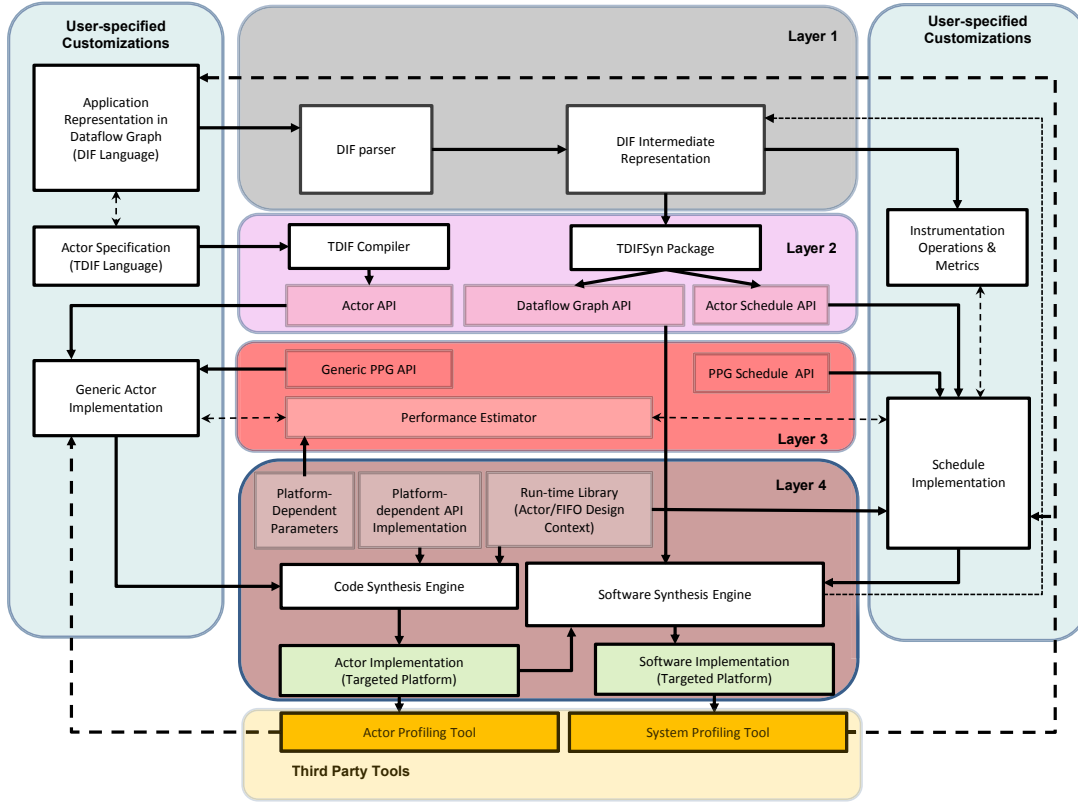 User-specified
Customizations
Layer 1
User-specified
Customizations
Application
Representation in
Dataflow Graph
(DIF Language)
DIF parser
DIF Intermediate
Representation
Actor Specification
(TDIF Language)
TDIF Compiler
TDIFSyn Package
Layer 2
Instrumentation
Operations &
Metrics
Actor API
Dataflow Graph API
Actor Schedule API
Generic Actor
Implementation
Generic PPG API
PPG Schedule API
Performance Estimator
Layer 3
Schedule
Implementation
Layer 4
Platform-
Dependent
Parameters
Platform-
dependent API
Implementation
Run-time Library
(Actor/FIFO Design
Context)
Code Synthesis Engine
Software Synthesis Engine
Actor Implementation
(Targeted Platform)
Software Implementation
(Targeted Platform)
Actor Profiling Tool
System Profiling Tool
Third Party Tools